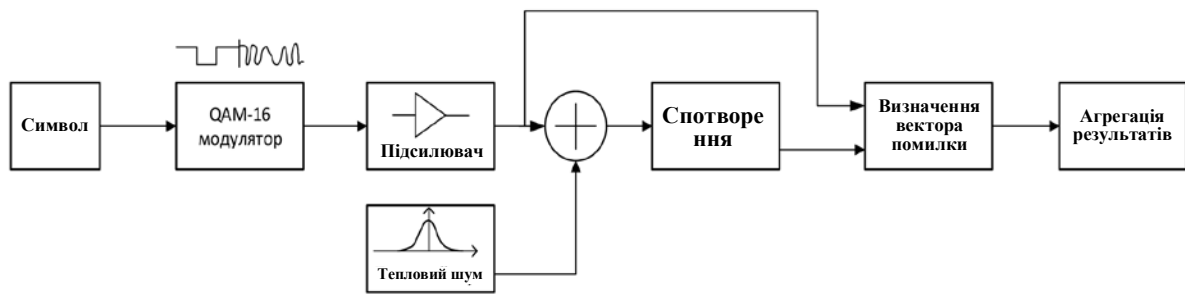 Символ
QAM-16
модулятор
Підсилювач
Спотворе
ння
Визначення
вектора
помилки
Агрегація
результатів
Тепловий шум